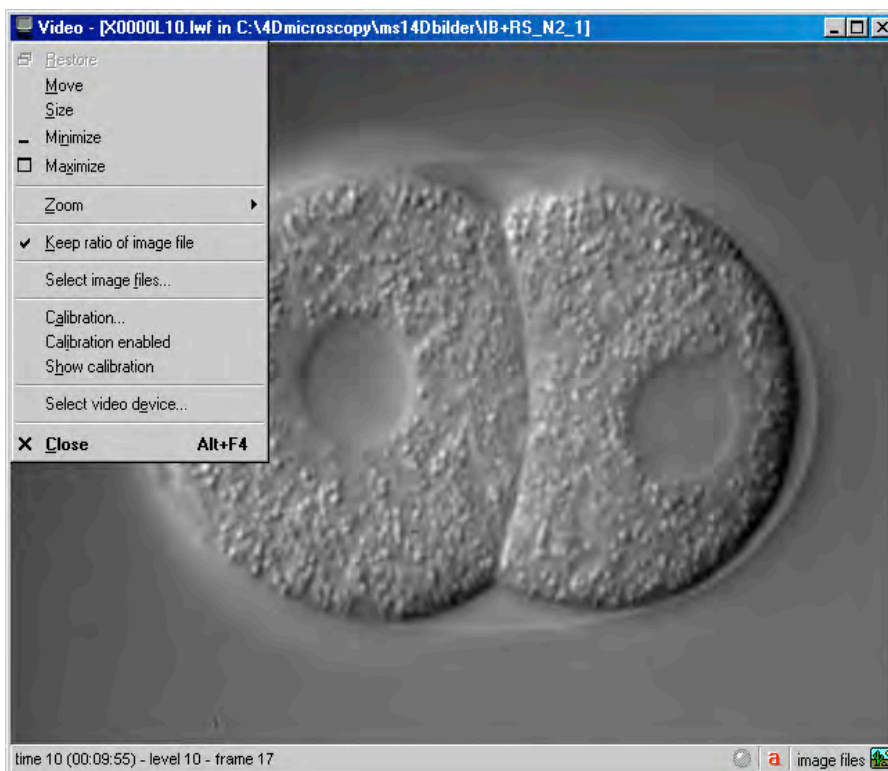 Video - [X0000L10.lwf in C:\4Dmicroscopy\ms14Dbilder\IB+RS_N2_1]
Restore
Move
Size
Minimize
Maximize
Zoom
Keep ratio of image file
Select image files...
Calibration...
Calibration enabled
Show calibration
Select video device...
Close Alt+F4
time 10 (00:09:55) - level 10 - frame 17 a image files